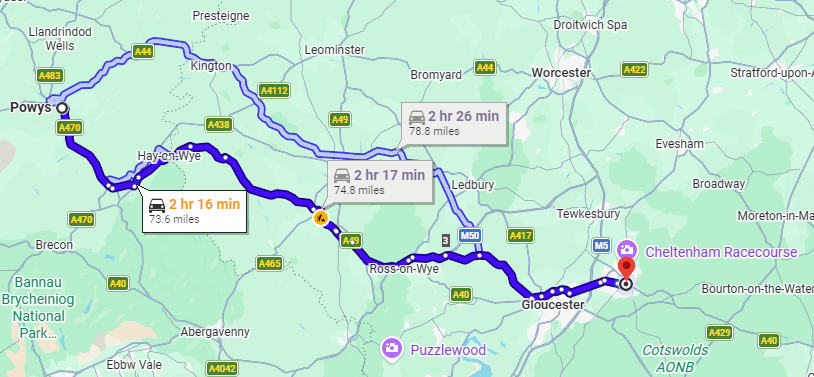 Presteigne
Droitwich Spa
Llandrindod
Wells
A44
Leominster
Kingto​n
A483
A4112
Bromyard
A44
Worcester
A422
Stratford-upon-A
Powys
A470
A438
A49
2 hr 26 min
78.8 miles
Evesham
Hay-on-Wye
2 hr 17 min
74.8 miles
Ledbury
Broadway
2 hr 16 min
73.6 miles
A470
Tewkesbury
Moreton-in-Ma
Brecon
A49
3
M50
A417
M5
Cheltenham Racecourse
A465
Ross-on-Wye
Bannau
Brycheiniog
National
Park...
A40
A40
Gloucester
Bourton-on-the-Water
Abergavenny
A429
A40
Puzzlewood
Cotswolds
AONB
Ebbw Vale
A4042